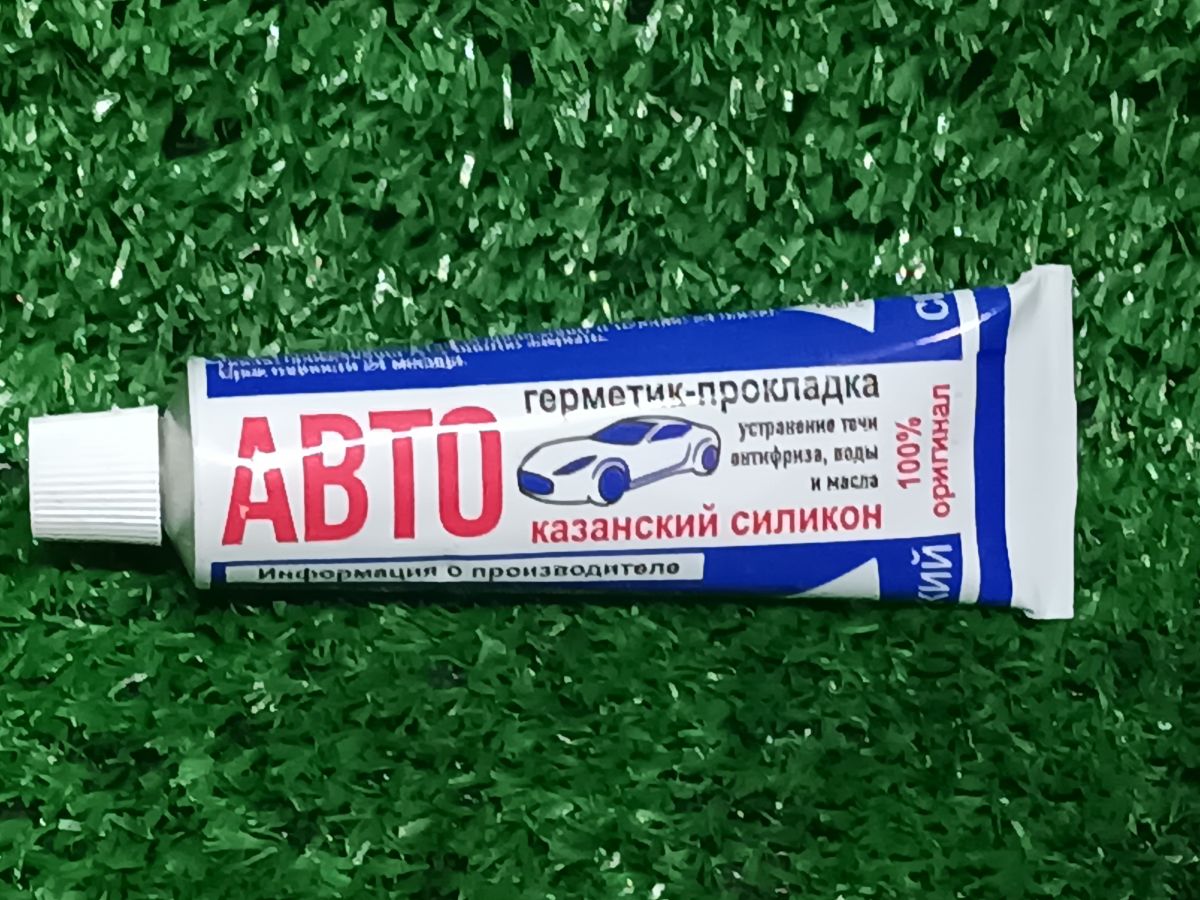 АВТО
герметик-прокладка
устранение течи
антифриза, воды
и масла
казанский силикон
100%
оригинал
Информация о производителе